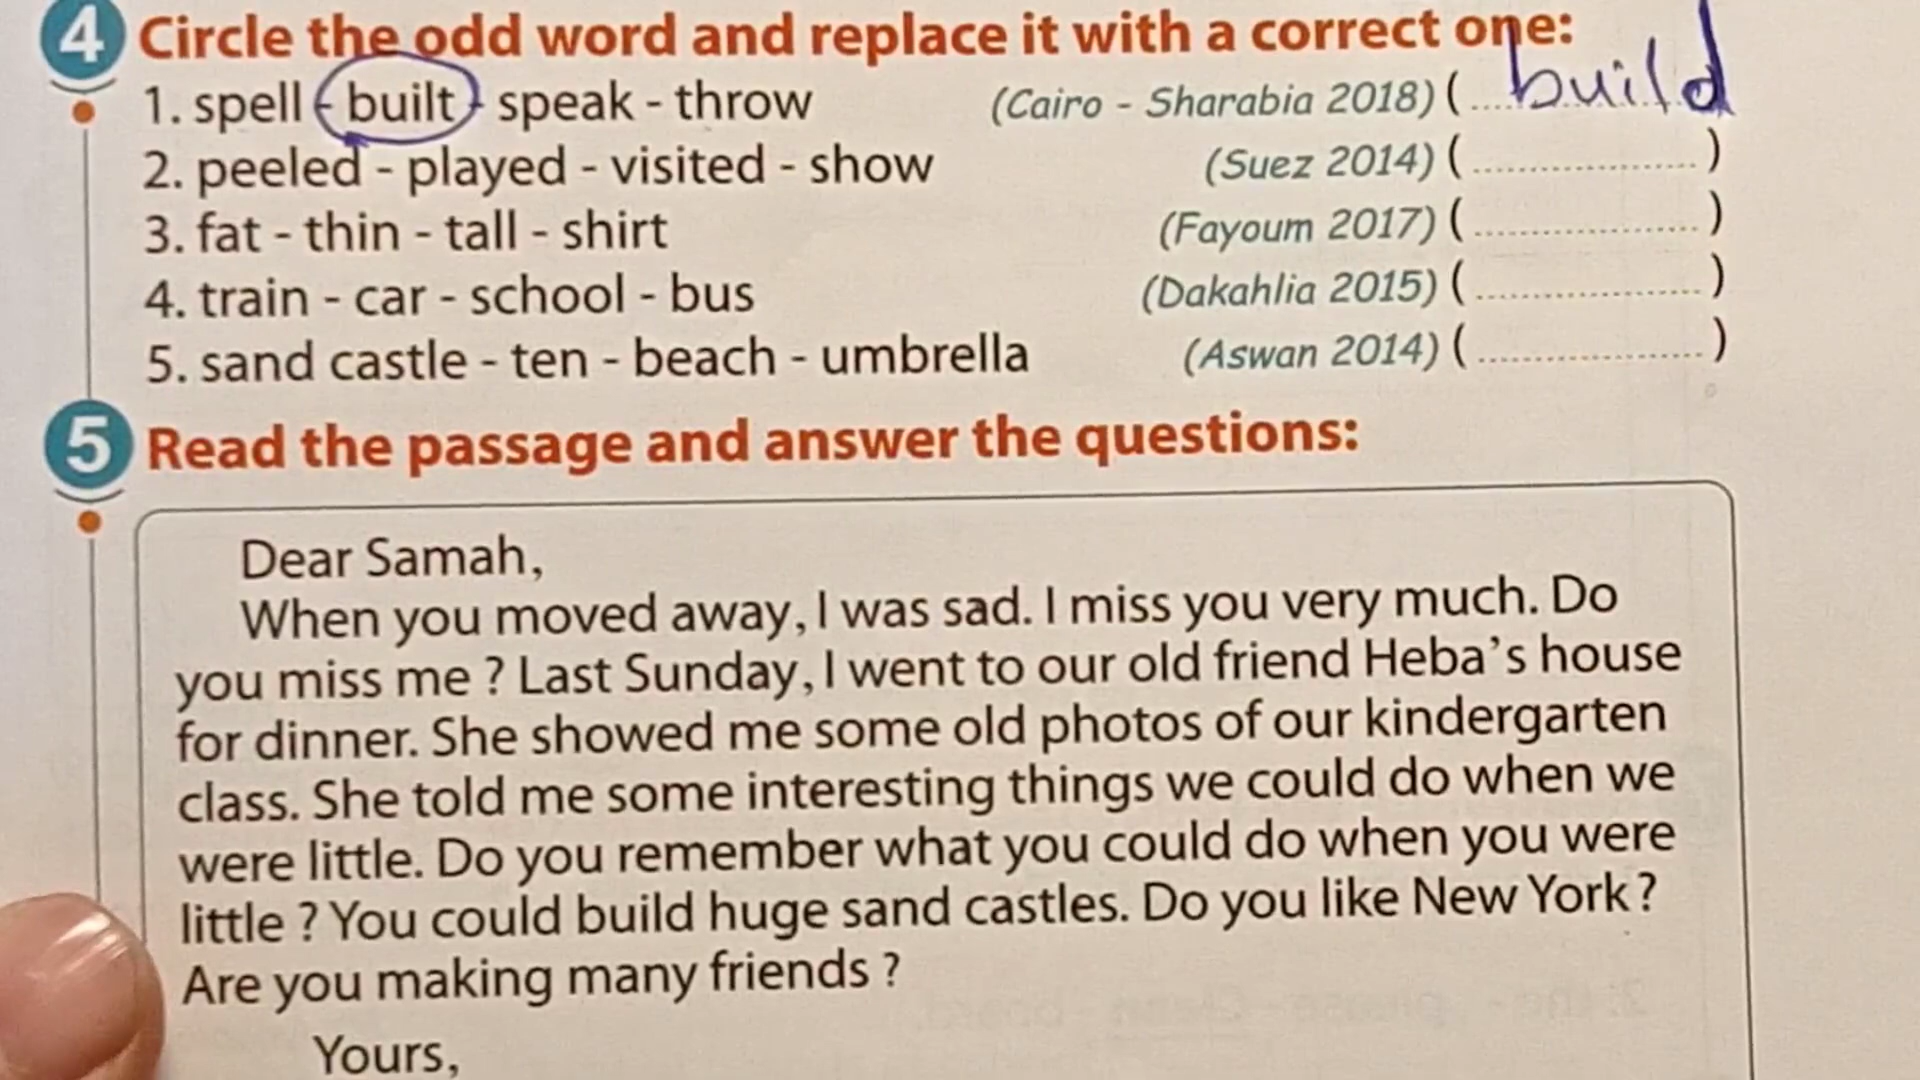 4 Circle the odd word and replace it with a correct one:
1. spell - built - speak - throw (Cairo - Sharabia 2018) ( build
2. peeled - played - visited - show (Suez 2014) (.....................)
3. fat - thin - tall - shirt (Fayoum 2017) (.....................)
4. train - car - school - bus (Dakahlia 2015) (.....................)
5. sand castle - ten - beach - umbrella (Aswan 2014) (.....................)
5 Read the passage and answer the questions:
Dear Samah,
When you moved away, I was sad. I miss you very much. Do
you miss me ? Last Sunday, I went to our old friend Heba's house
for dinner. She showed me some old photos of our kindergarten
class. She told me some interesting things we could do when we
were little. Do you remember what you could do when you were
little ? You could build huge sand castles. Do you like New York ?
Are you making many friends ?
Yours,